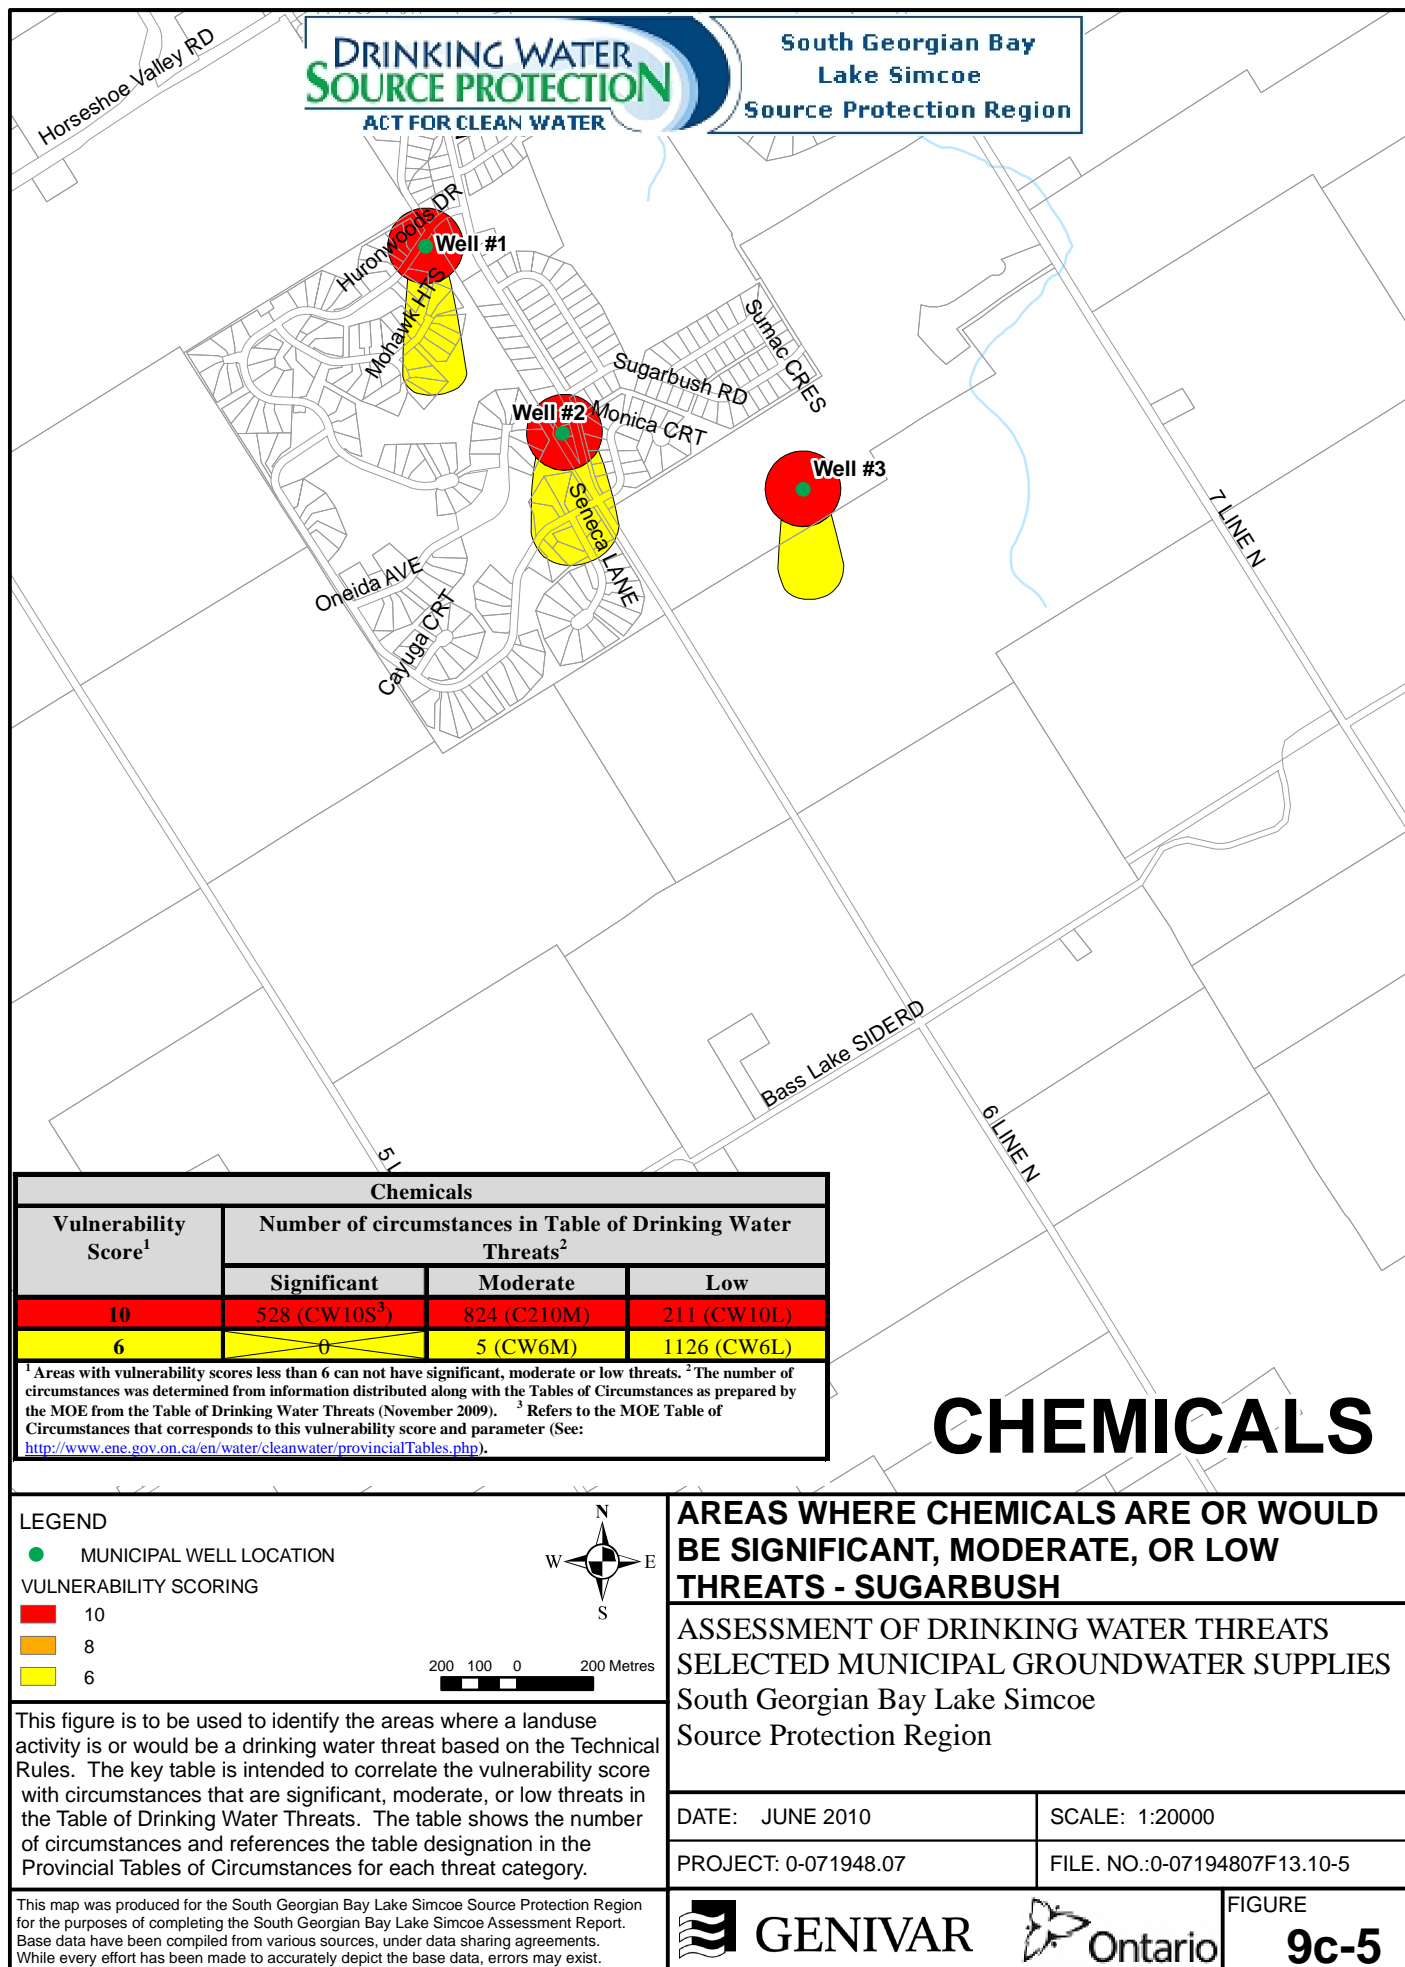 DRINKING WATER
SOURCE PROTECTION
ACT FOR CLEAN WATER
South Georgian Bay
Lake Simcoe
Source Protection Region
Horseshoe Valley RD
Huronwoods DR
Well #1
Mohawk HTS
Sumac CRES
Sugarbush RD
Well #2
Monica CRT
Well #3
Seneca LANE
7 LINE N
Oneida AVE
Cayuga CRT
Bass Lake SIDERD
6 LINE N
5 L
Chemicals
Vulnerability
Score1
Number of circumstances in Table of Drinking Water
Threats2
Significant Moderate Low
10 528 (CW10S3) 824 (C210M) 211 (CW10L)
6 0 5 (CW6M) 1126 (CW6L)
1 Areas with vulnerability scores less than 6 can not have significant, moderate or low threats. 2 The number of
circumstances was determined from information distributed along with the Tables of Circumstances as prepared by
the MOE from the Table of Drinking Water Threats (November 2009). 3 Refers to the MOE Table of
Circumstances that corresponds to this vulnerability score and parameter (See:
http://www.ene.gov.on.ca/en/water/cleanwater/provincialTables.php).
CHEMICALS
LEGEND
MUNICIPAL WELL LOCATION
VULNERABILITY SCORING
10
8
6
N
W E
S
200 100 0 200 Metres
This figure is to be used to identify the areas where a landuse
activity is or would be a drinking water threat based on the Technical
Rules. The key table is intended to correlate the vulnerability score
with circumstances that are significant, moderate, or low threats in
the Table of Drinking Water Threats. The table shows the number
of circumstances and references the table designation in the
Provincial Tables of Circumstances for each threat category.
This map was produced for the South Georgian Bay Lake Simcoe Source Protection Region
for the purposes of completing the South Georgian Bay Lake Simcoe Assessment Report.
Base data have been compiled from various sources, under data sharing agreements.
While every effort has been made to accurately depict the base data, errors may exist.
AREAS WHERE CHEMICALS ARE OR WOULD
BE SIGNIFICANT, MODERATE, OR LOW
THREATS - SUGARBUSH
ASSESSMENT OF DRINKING WATER THREATS
SELECTED MUNICIPAL GROUNDWATER SUPPLIES
South Georgian Bay Lake Simcoe
Source Protection Region
DATE: JUNE 2010
SCALE: 1:20000
PROJECT: 0-071948.07
FILE. NO.:0-07194807F13.10-5
GENIVAR
Ontario
FIGURE
9c-5